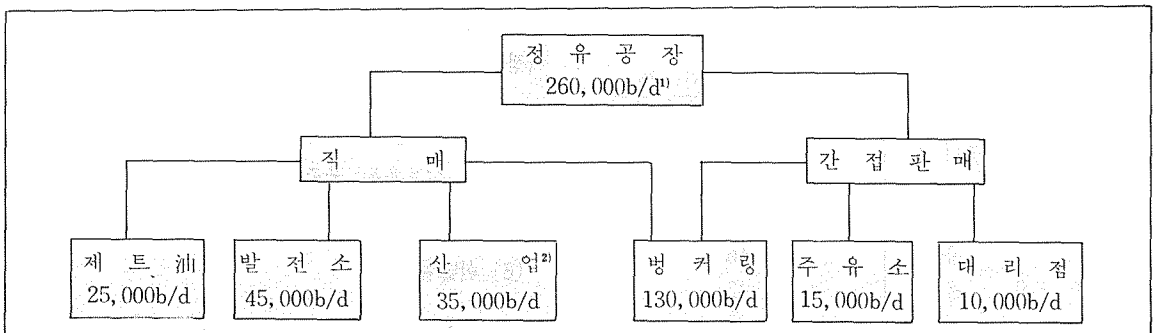 정 유 공 장
260,000b/d¹⁾
직 매
간 접 판 매
제 트 油
25,000b/d
발 전 소
45,000b/d
산 업²⁾
35,000b/d
벙 커 링
130,000b/d
주 유 소
15,000b/d
대 리 점
10,000b/d